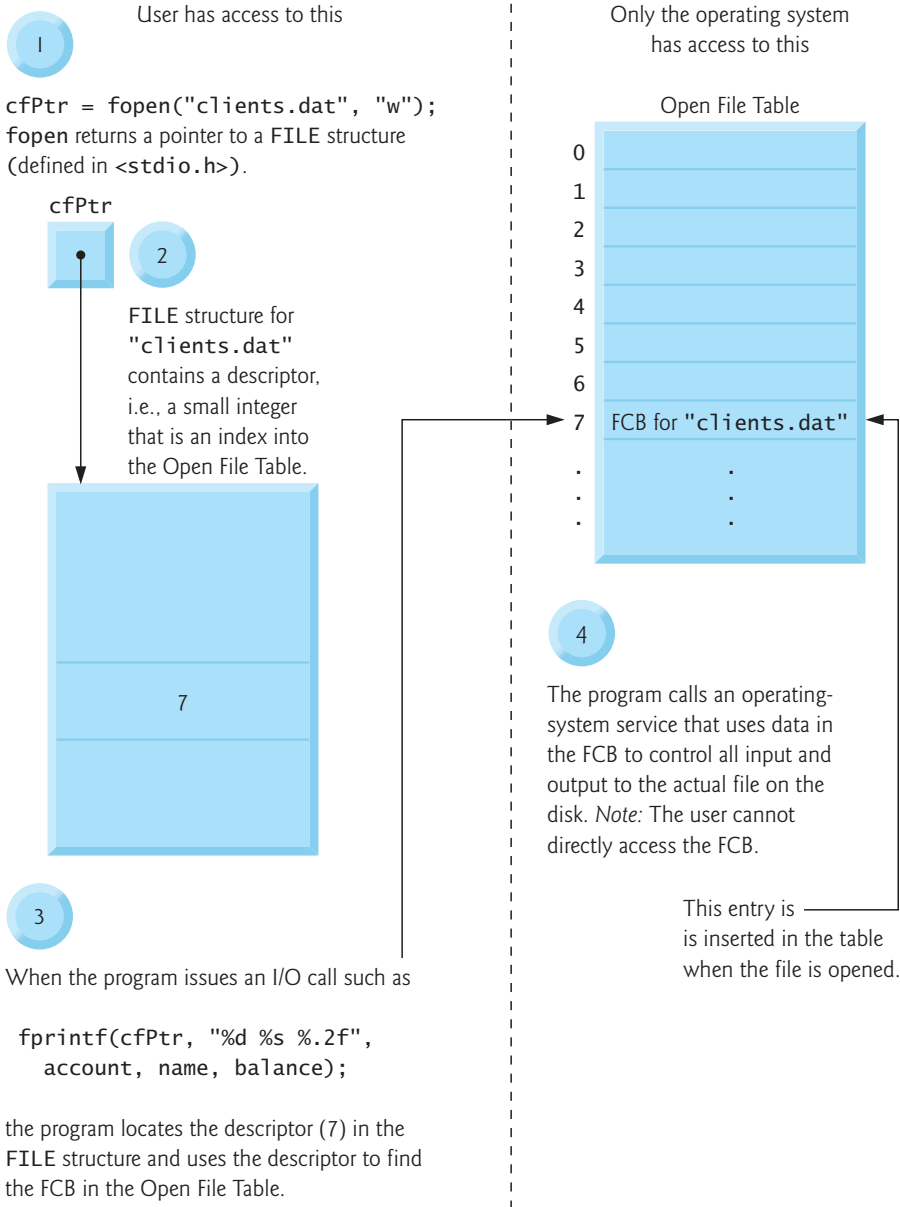 User has access to this
1
cfPtr = fopen("clients.dat", "w");
fopen returns a pointer to a FILE structure
(defined in <stdio.h>).
cfPtr
2
FILE structure for
"clients.dat"
contains a descriptor,
i.e., a small integer
that is an index into
the Open File Table.
7
3
When the program issues an I/O call such as
fprintf(cfPtr, "%d %s %.2f",
account, name, balance);
the program locates the descriptor (7) in the
FILE structure and uses the descriptor to find
the FCB in the Open File Table.
Only the operating system
has access to this
Open File Table
0
1
2
3
4
5
6
7 FCB for "clients.dat"
. .
. .
. .
4
The program calls an operating-
system service that uses data in
the FCB to control all input and
output to the actual file on the
disk. Note: The user cannot
directly access the FCB.
This entry is
is inserted in the table
when the file is opened.